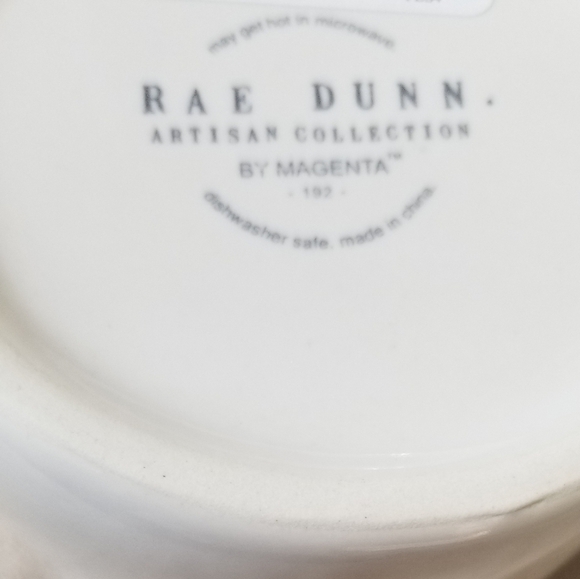 may get hot in microwave.
RAE DUNN.
ARTISAN COLLECTION
BY MAGENTA™
- 192 -
dishwasher safe. made in china.